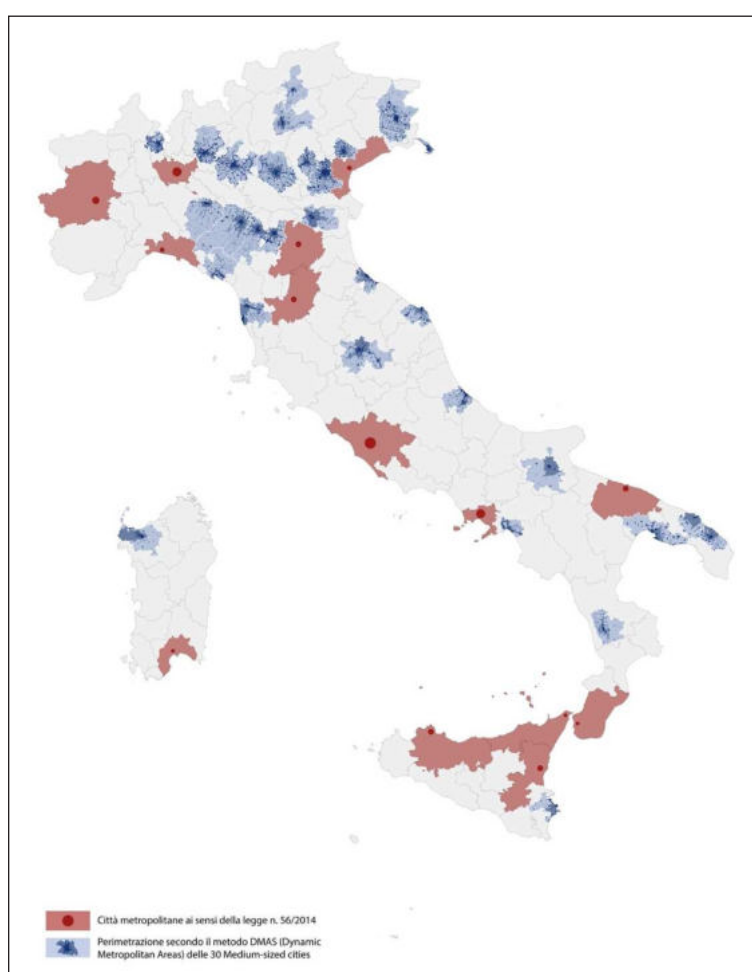 Città metropolitane ai sensi della legge n. 56/2014
Perimetrazione secondo il metodo DMAS (Dynamic
Metropolitan Areas) delle 30 Medium-sized cities